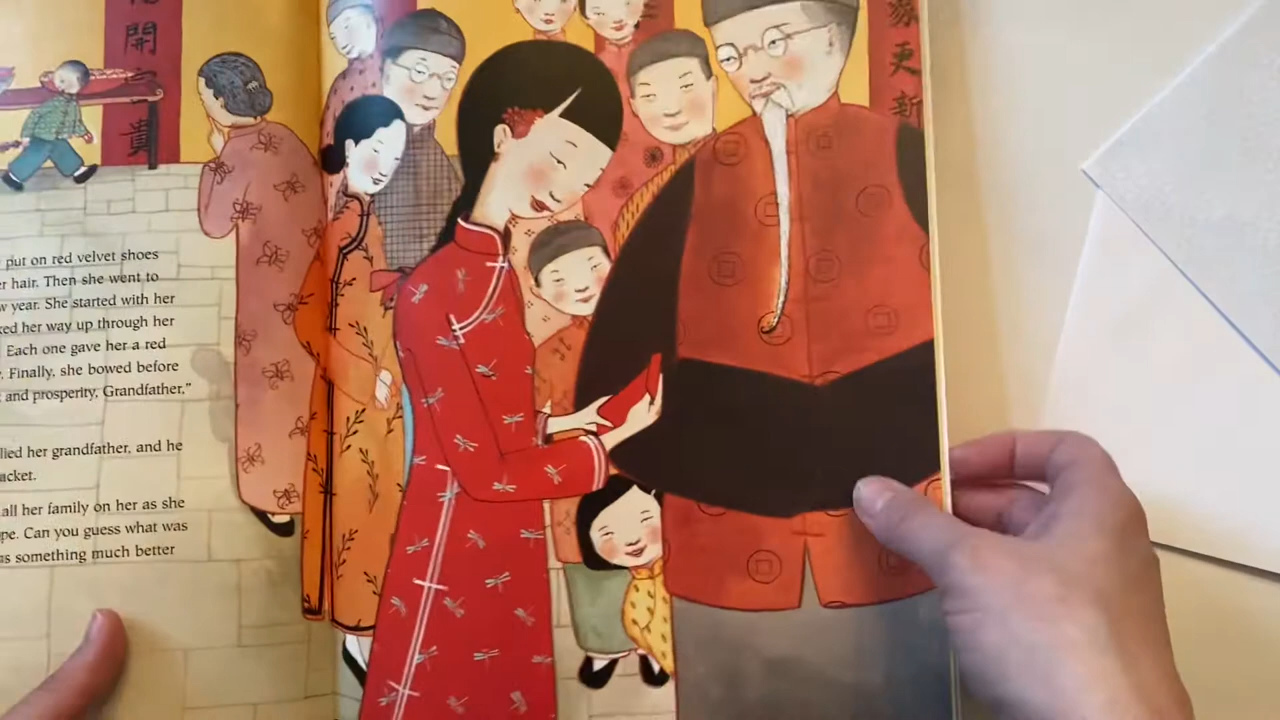 開
貴
家
更
新
put on red velvet shoes
r hair. Then she went to
w year. She started with her
ked her way up through her
Each one gave her a red
. Finally, she bowed before
and prosperity, Grandfather."
lied her grandfather, and he
acket.
all her family on her as she
pe. Can you guess what was
as something much better